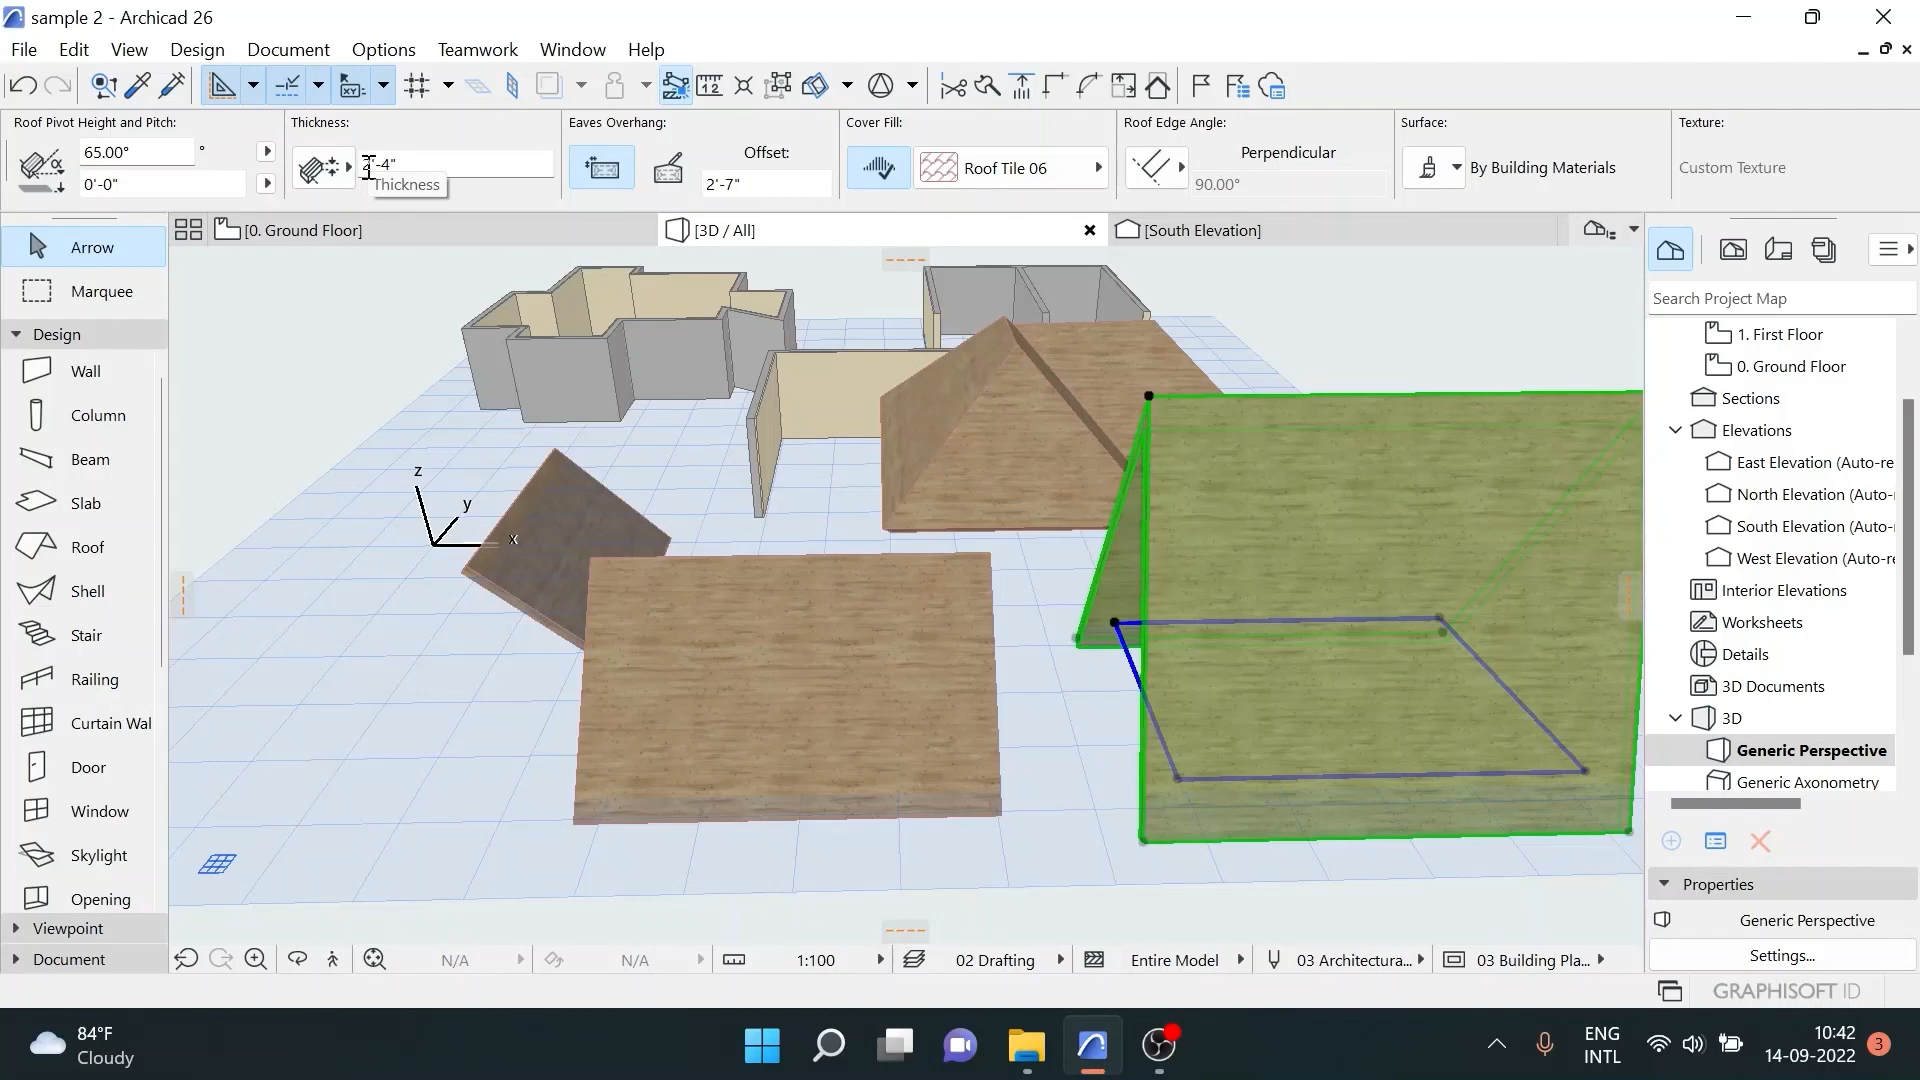 sample 2 - Archicad 26
File Edit View Design Document Options Teamwork Window Help
Roof Pivot Height and Pitch:
65.00°
°
0'-0"
Thickness:
Thickness
Eaves Overhang:
Offset:
2'-7"
Cover Fill:
Roof Tile 06
Roof Edge Angle:
Perpendicular
90.00°
Surface:
By Building Materials
Texture:
Custom Texture
[0. Ground Floor]
[3D / All]
[South Elevation]
Arrow
Marquee
Design
Wall
Column
Beam
Slab
Roof
Shell
Stair
Railing
Curtain Wal
Door
Window
Skylight
Opening
Viewpoint
Document
z
y
x
Search Project Map
1. First Floor
0. Ground Floor
Sections
Elevations
East Elevation (Auto-re
North Elevation (Auto-
South Elevation (Auto-
West Elevation (Auto-re
Interior Elevations
Worksheets
Details
3D Documents
3D
Generic Perspective
Generic Axonometry
Properties
Generic Perspective
Settings...
N/A
N/A
1:100
02 Drafting
Entire Model
03 Architectura...
03 Building Pla...
GRAPHISOFT ID
84°F
Cloudy
ENG
INTL
10:42
14-09-2022
3